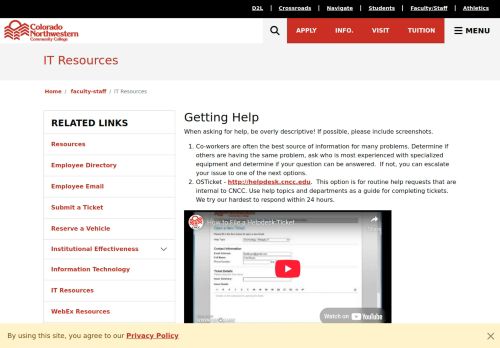 D2L | Crossroads | Navigate | Students | Faculty/Staff | Athletics
Colorado
Northwestern
Community College
APPLY INFO. VISIT TUITION MENU
IT Resources
Home / faculty-staff / IT Resources
RELATED LINKS
Resources
Employee Directory
Employee Email
Submit a Ticket
Reserve a Vehicle
Institutional Effectiveness
Information Technology
IT Resources
WebEx Resources
Getting Help
When asking for help, be overly descriptive! If possible, please include screenshots.
1. Co-workers are often the best source of information for many problems. Determine if
others are having the same problem, ask who is most experienced with specialized
equipment and determine if your question can be answered. If not, you can escalate
your issue to one of the next options.
2. OSTicket - http://helpdesk.cncc.edu. This option is for routine help requests that are
internal to CNCC. Use help topics and departments as a guide for completing tickets.
We try our hardest to respond within 24 hours.
How to File a Helpdesk Ticket
Contact Information
Ticket Details
Watch on YouTube
By using this site, you agree to our Privacy Policy